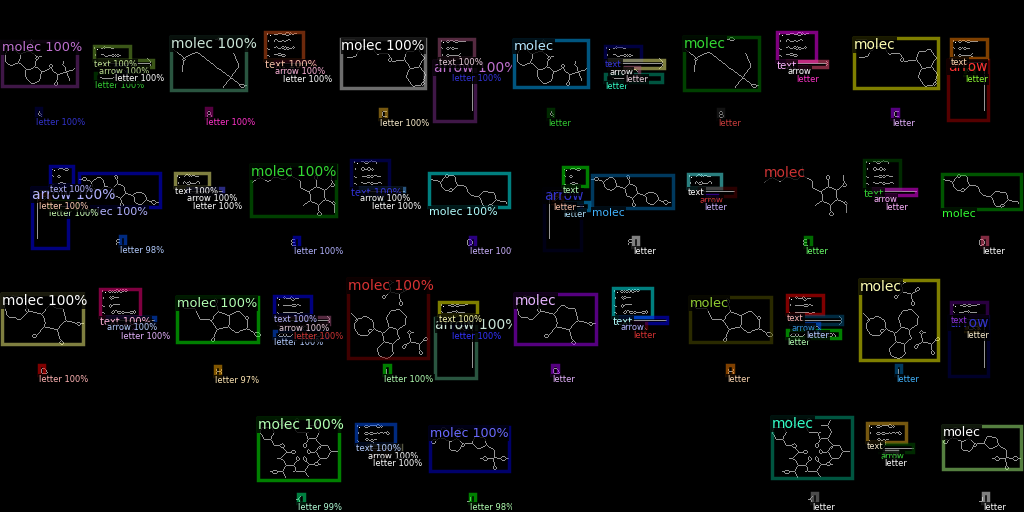 molec 100%
text 100%
arrow 100%
letter 100%
letter 100%
letter 100%
molec 100%
text 100%
arrow 100%
letter 100%
letter 100%
molec 100%
text 100%
arrow 100%
letter 100%
letter 100%
molec
text
arrow
letter
letter
letter
molec
text
arrow
letter
letter
molec
text
arrow
letter
letter
text 100%
arrow 100%
letter 100%
letter 100%
molec 100%
letter 98%
text 100%
arrow 100%
letter 100%
molec 100%
letter 100%
text 100%
arrow 100%
letter 100%
molec 100%
letter 100
text
arrow
letter
letter
molec
letter
text
arrow
letter
molec
letter
text
arrow
letter
molec
letter
molec 100%
text 100%
arrow 100%
letter 100%
letter 100%
molec 100%
text 100%
arrow 100%
letter 100%
letter 100%
letter 97%
molec 100%
text 100%
arrow 100%
letter 100%
letter 100%
molec
text
arrow
letter
letter
molec
text
arrow
letter
letter
letter
molec
text
arrow
letter
letter
molec 100%
text 100%
arrow 100%
letter 100%
letter 99%
molec 100%
letter 98%
molec
text
arrow
letter
letter
molec
letter